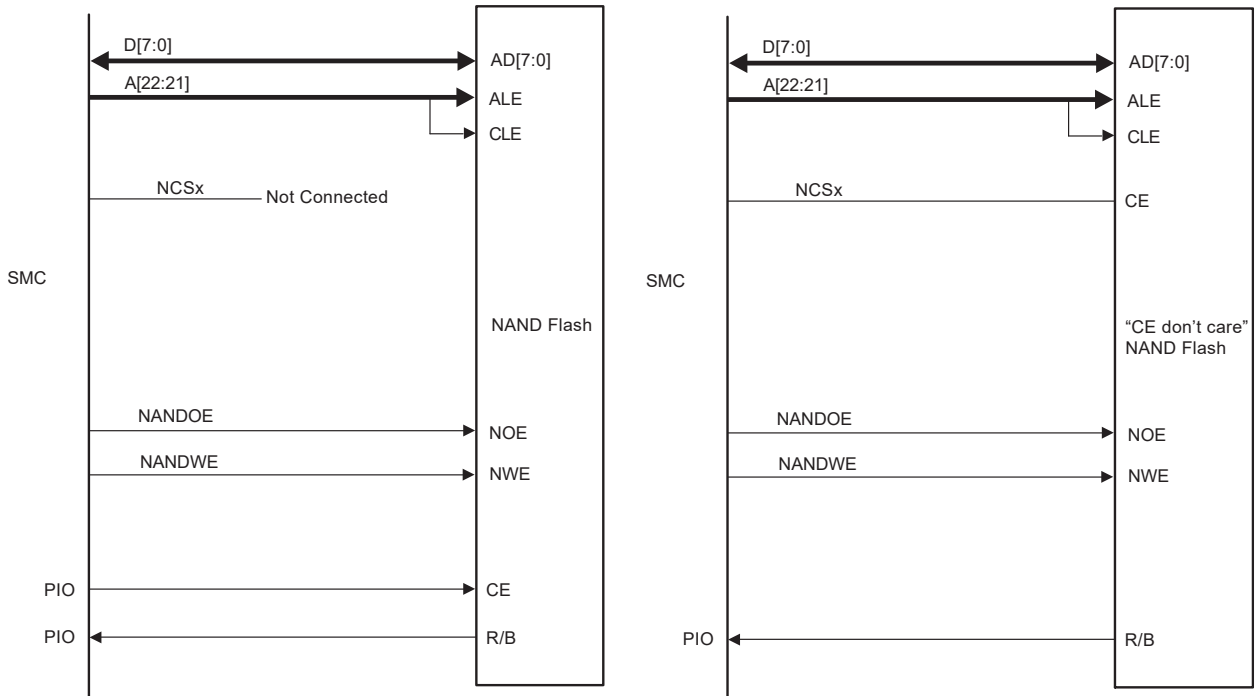 D[7:0]
AD[7:0]
A[22:21]
ALE
CLE
NCSx
Not Connected
SMC
NAND Flash
NANDOE
NOE
NANDWE
NWE
PIO
CE
PIO
R/B
D[7:0]
AD[7:0]
A[22:21]
ALE
CLE
NCSx
CE
SMC
“CE don’t care”
NAND Flash
NANDOE
NOE
NANDWE
NWE
PIO
R/B